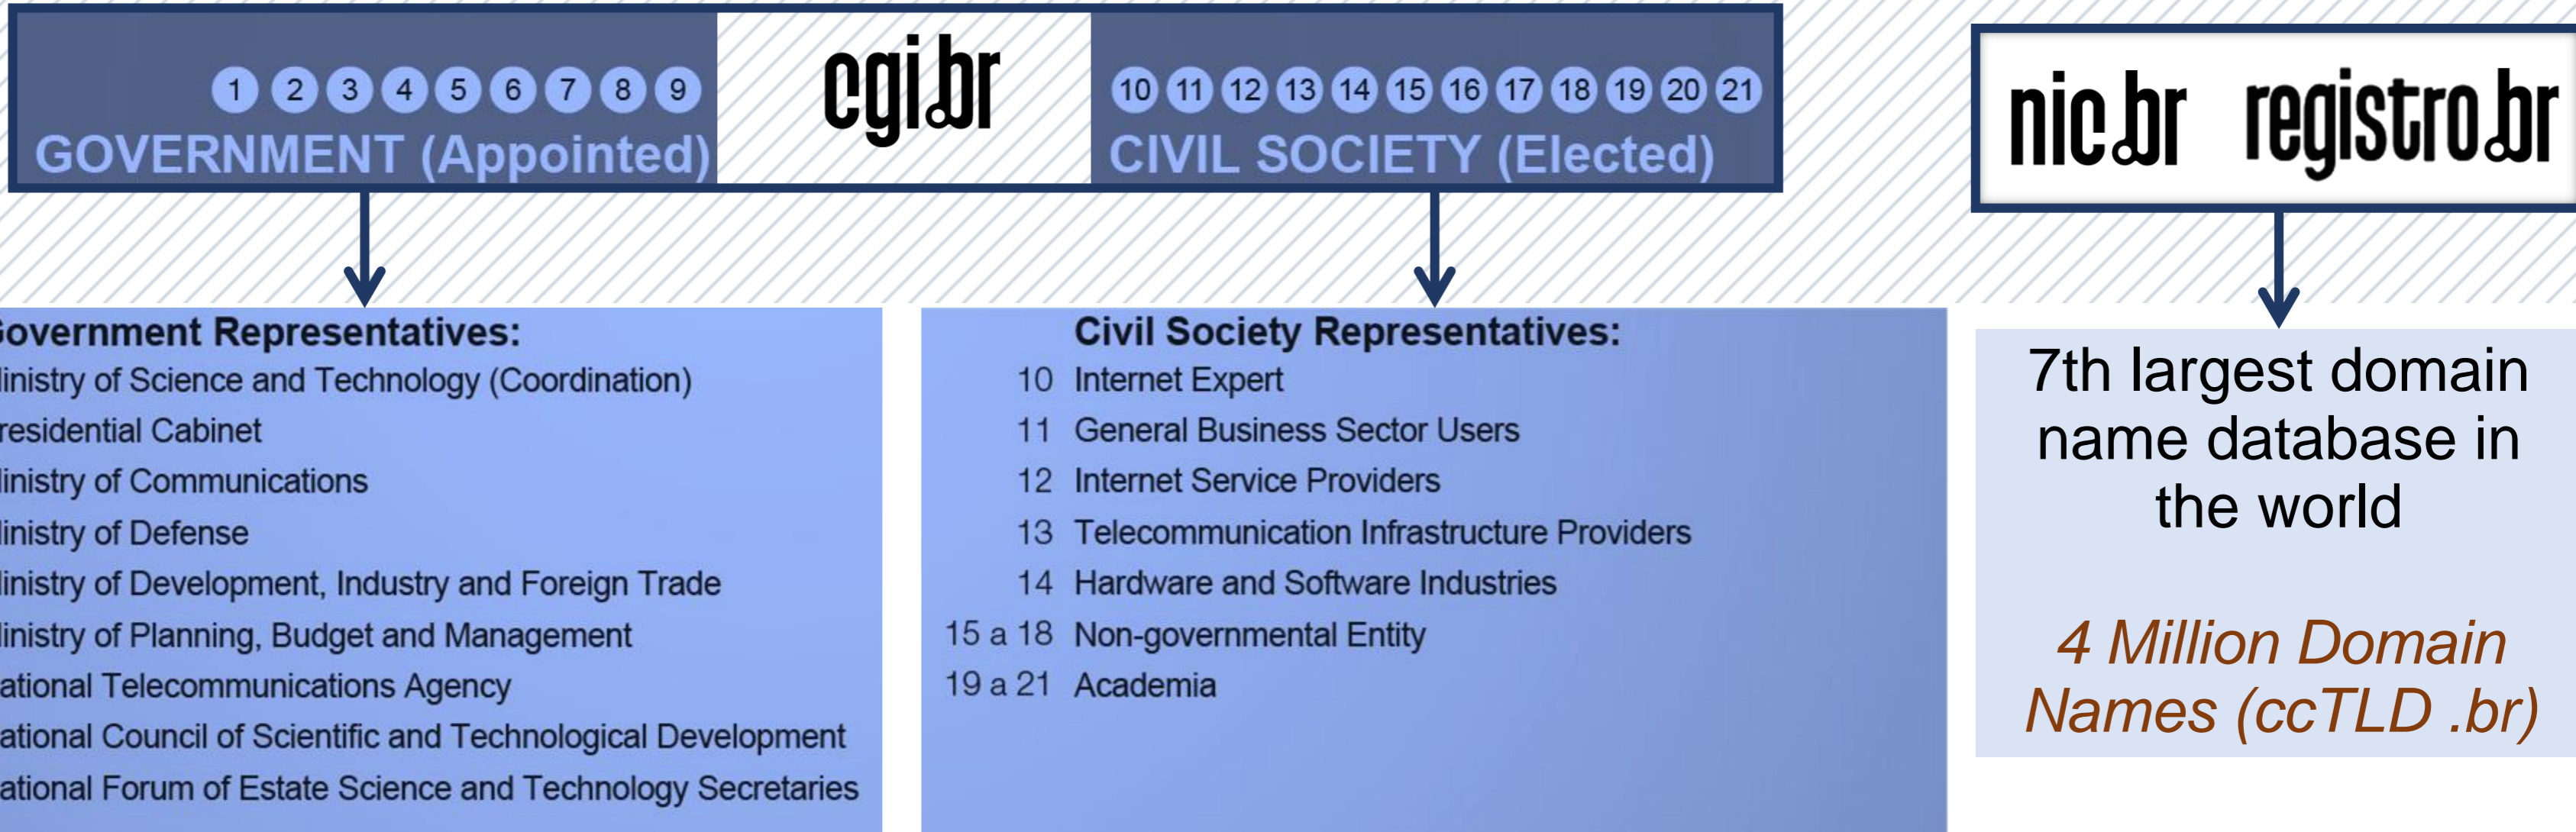 1 2 3 4 5 6 7 8 9
GOVERNMENT (Appointed)
cgi.br
10 11 12 13 14 15 16 17 18 19 20 21
CIVIL SOCIETY (Elected)
nic.br registro.br
overnment Representatives:
inistry of Science and Technology (Coordination)
residential Cabinet
inistry of Communications
inistry of Defense
inistry of Development, Industry and Foreign Trade
inistry of Planning, Budget and Management
ational Telecommunications Agency
ational Council of Scientific and Technological Development
ational Forum of Estate Science and Technology Secretaries
Civil Society Representatives:
10 Internet Expert
11 General Business Sector Users
12 Internet Service Providers
13 Telecommunication Infrastructure Providers
14 Hardware and Software Industries
15 a 18 Non-governmental Entity
19 a 21 Academia
7th largest domain
name database in
the world
4 Million Domain
Names (ccTLD .br)